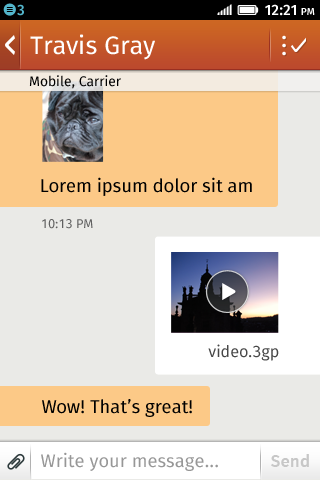 3 12:21 PM
Travis Gray
Mobile, Carrier
Lorem ipsum dolor sit am
10:13 PM
video.3gp
Wow! That's great!
Write your message... Send